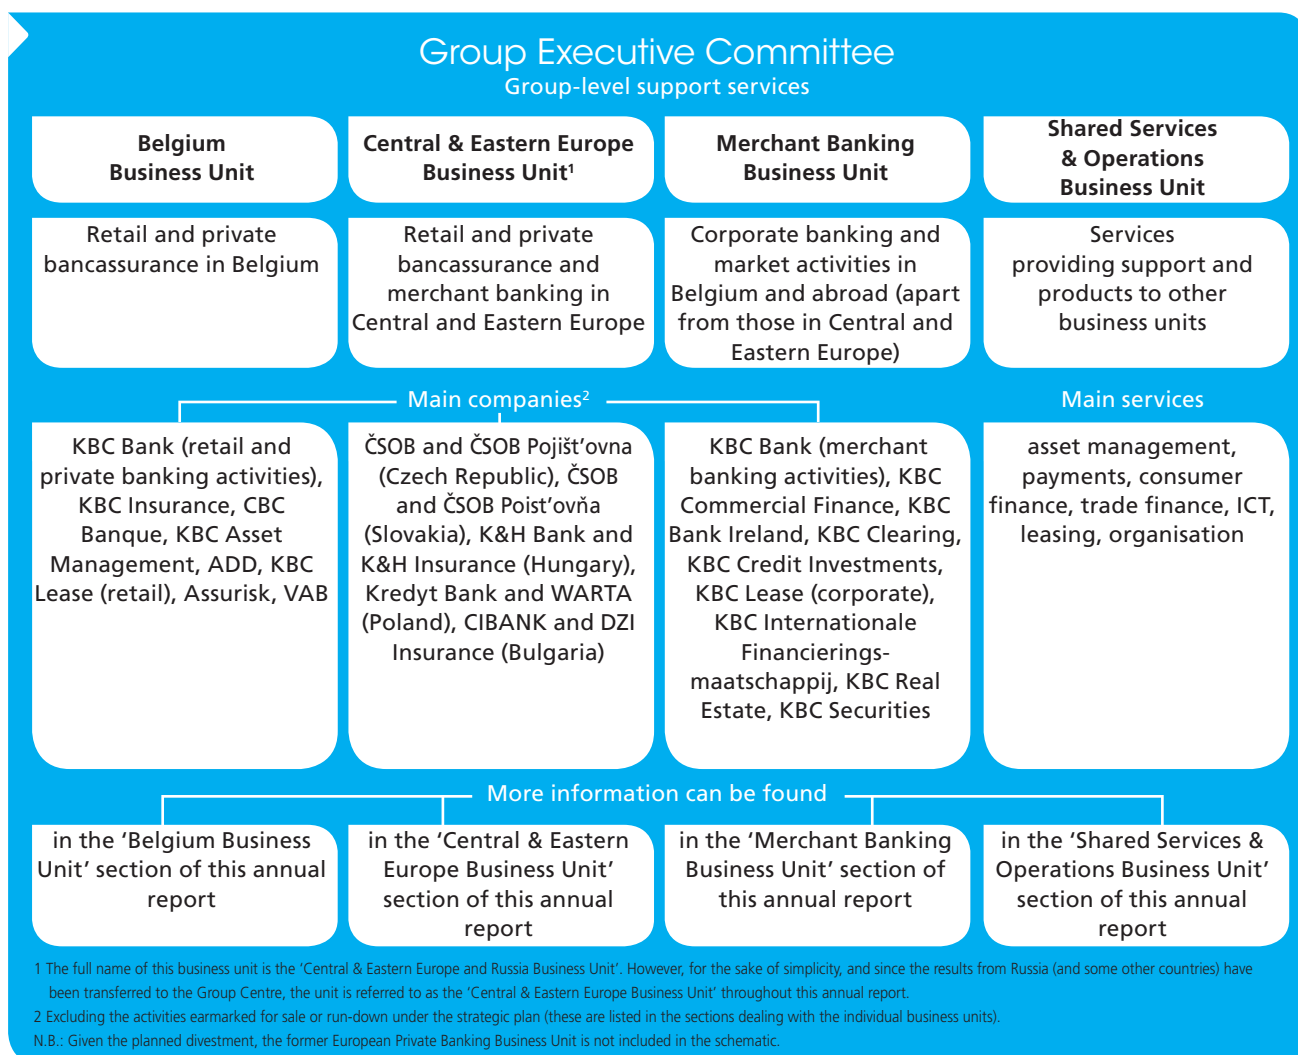 Group Executive Committee
Group-level support services
Belgium
Business Unit
Central & Eastern Europe
Business Unit¹
Merchant Banking
Business Unit
Shared Services
& Operations
Business Unit
Retail and private
bancassurance in Belgium
Retail and private
bancassurance and
merchant banking in
Central and Eastern Europe
Corporate banking and
market activities in
Belgium and abroad (apart
from those in Central and
Eastern Europe)
Services
providing support and
products to other
business units
Main companies²
Main services
KBC Bank (retail and
private banking activities),
KBC Insurance, CBC
Banque, KBC Asset
Management, ADD, KBC
Lease (retail), Assurisk, VAB
ČSOB and ČSOB Pojišt’ovna
(Czech Republic), ČSOB
and ČSOB Poist’ovňa
(Slovakia), K&H Bank and
K&H Insurance (Hungary),
Kredyt Bank and WARTA
(Poland), CIBANK and DZI
Insurance (Bulgaria)
KBC Bank (merchant
banking activities), KBC
Commercial Finance, KBC
Bank Ireland, KBC Clearing,
KBC Credit Investments,
KBC Lease (corporate),
KBC Internationale
Financierings-
maatschappij, KBC Real
Estate, KBC Securities
asset management,
payments, consumer
finance, trade finance, ICT,
leasing, organisation
More information can be found
in the ‘Belgium Business
Unit’ section of this annual
report
in the ‘Central & Eastern
Europe Business Unit’
section of this annual
report
in the ‘Merchant Banking
Business Unit’ section of
this annual report
in the ‘Shared Services &
Operations Business Unit’
section of this annual
report
1 The full name of this business unit is the ‘Central & Eastern Europe and Russia Business Unit’. However, for the sake of simplicity, and since the results from Russia (and some other countries) have
been transferred to the Group Centre, the unit is referred to as the ‘Central & Eastern Europe Business Unit’ throughout this annual report.
2 Excluding the activities earmarked for sale or run-down under the strategic plan (these are listed in the sections dealing with the individual business units).
N.B.: Given the planned divestment, the former European Private Banking Business Unit is not included in the schematic.